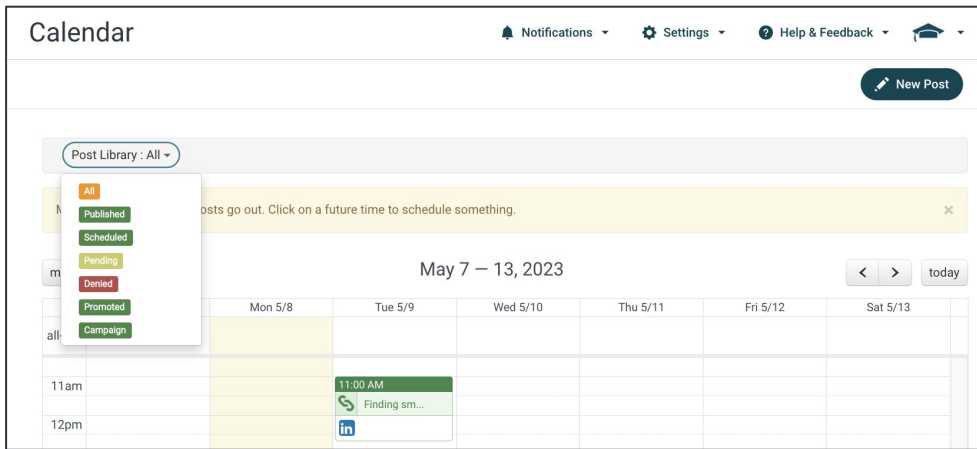 Calendar
Notifications
Settings
Help & Feedback
New Post
Post Library : All
All
Published
Scheduled
Pending
Denied
Promoted
Campaign
osts go out. Click on a future time to schedule something.
×
May 7 — 13, 2023
today
Mon 5/8
Tue 5/9
Wed 5/10
Thu 5/11
Fri 5/12
Sat 5/13
11am
11:00 AM
Finding sm...
12pm
in